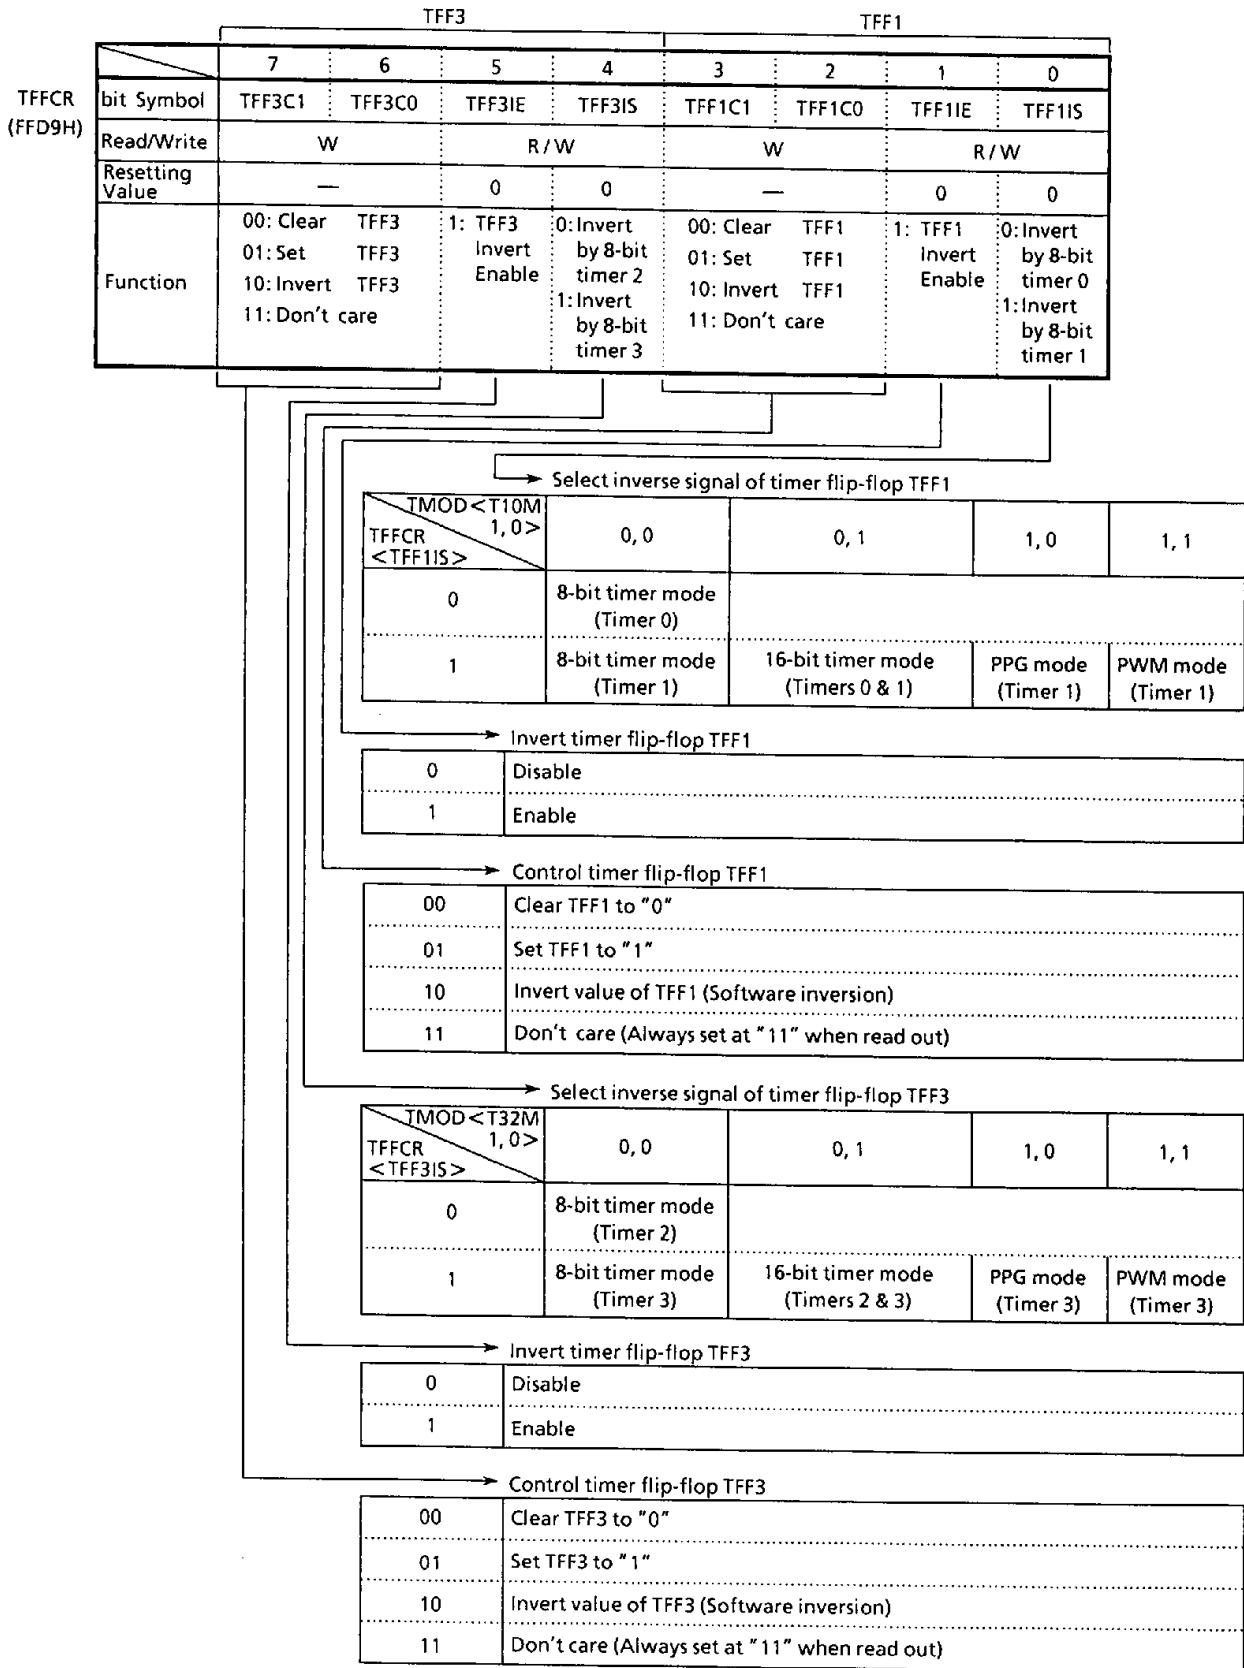 TFF3 TFF1
7 6 5 4 3 2 1 0
TFFCR (FFD9H)
bit Symbol TFF3C1 TFF3C0 TFF3IE TFF3IS TFF1C1 TFF1C0 TFF1IE TFF1IS
Read/Write W R/W W R/W
Resetting Value — 0 0 — 0 0
Function
00: Clear TFF3
01: Set TFF3
10: Invert TFF3
11: Don't care
1: TFF3
Invert
Enable
0: Invert
by 8-bit
timer 2
1: Invert
by 8-bit
timer 3
00: Clear TFF1
01: Set TFF1
10: Invert TFF1
11: Don't care
1: TFF1
Invert
Enable
0: Invert
by 8-bit
timer 0
1: Invert
by 8-bit
timer 1
Select inverse signal of timer flip-flop TFF1
TMOD<T10M
1, 0>
TFFCR
<TFF1IS>
0, 0 0, 1 1, 0 1, 1
0 8-bit timer mode
(Timer 0)
1 8-bit timer mode 16-bit timer mode PPG mode PWM mode
(Timer 1) (Timers 0 & 1) (Timer 1) (Timer 1)
Invert timer flip-flop TFF1
0 Disable
1 Enable
Control timer flip-flop TFF1
00 Clear TFF1 to "0"
01 Set TFF1 to "1"
10 Invert value of TFF1 (Software inversion)
11 Don't care (Always set at "11" when read out)
Select inverse signal of timer flip-flop TFF3
TMOD<T32M
1, 0>
TFFCR
<TFF3IS>
0, 0 0, 1 1, 0 1, 1
0 8-bit timer mode
(Timer 2)
1 8-bit timer mode 16-bit timer mode PPG mode PWM mode
(Timer 3) (Timers 2 & 3) (Timer 3) (Timer 3)
Invert timer flip-flop TFF3
0 Disable
1 Enable
Control timer flip-flop TFF3
00 Clear TFF3 to "0"
01 Set TFF3 to "1"
10 Invert value of TFF3 (Software inversion)
11 Don't care (Always set at "11" when read out)